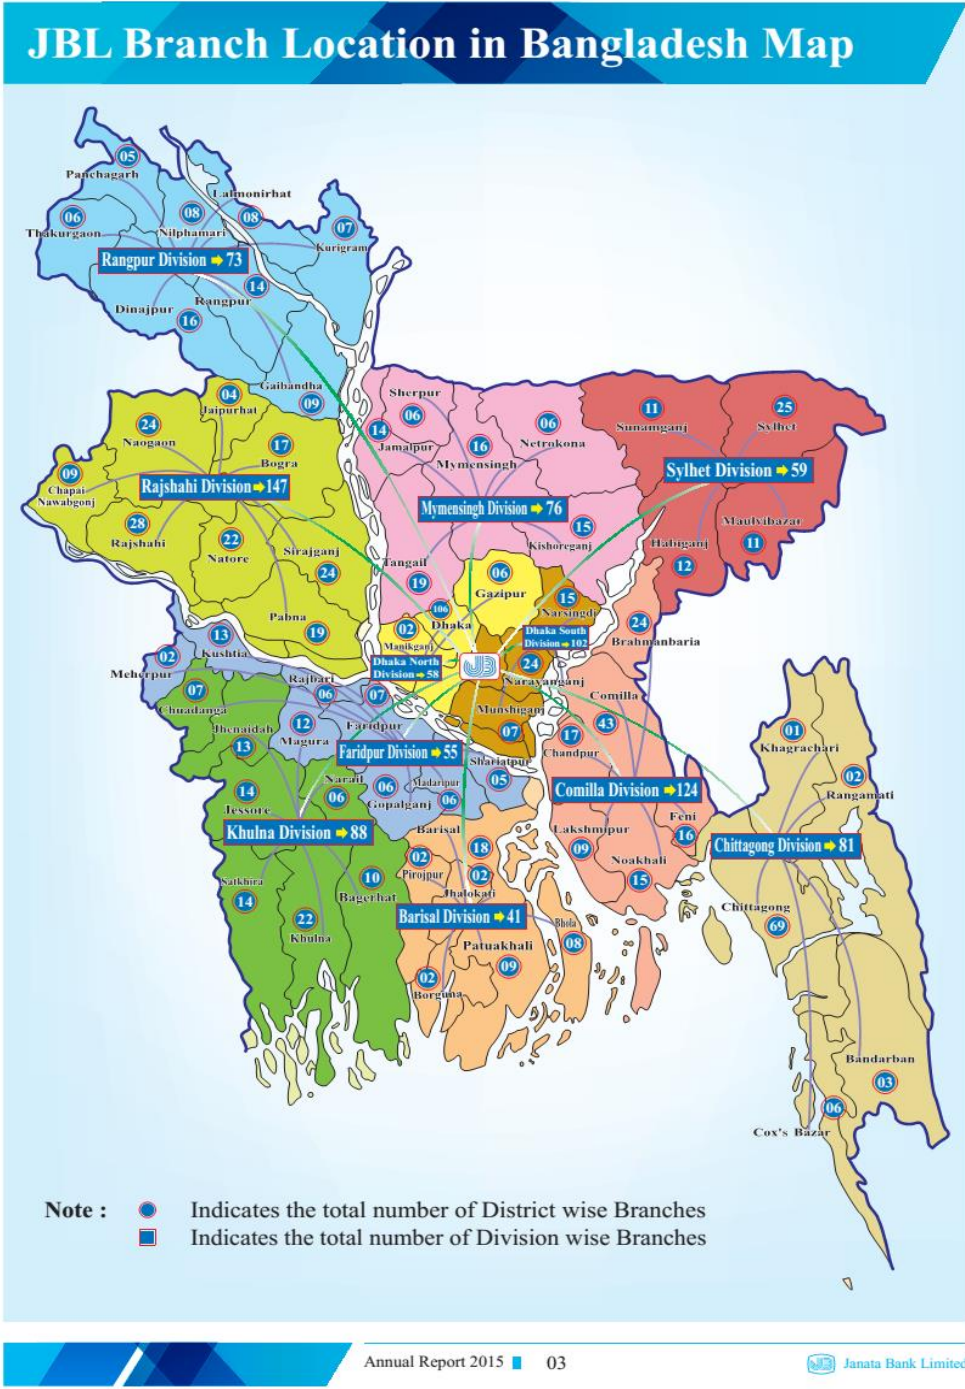 JBL Branch Location in Bangladesh Map
05
Panchagarh
Lalmonirhat
06
08
08
07
Thakurgaon
Nilphamari
Kurigram
Rangpur Division 73
14
Dinajpur
Rangpur
16
Gaibandha
09
04
Jaipurhat
24
Naogaon
17
Bogra
09
Chapai
Nawabgonj
Rajshahi Division 147
28
Rajshahi
22
Natore
Sirajganj
24
Pabna
19
Sherpur
06
14
Jamalpur
16
Mymensingh
06
Netrokona
Mymensingh Division 76
15
Kishoreganj
Tangail
19
11
Sunamganj
25
Sylhet
Sylhet Division 59
Maulvibazar
11
Habiganj
12
06
Gazipur
15
Narsingdi
106
Dhaka
02
Manikganj
Dhaka North
Division 58
Dhaka South
Division 102
JB
24
Narayanganj
Munshiganj
07
13
Kushtia
02
Meherpur
07
Chuadanga
Rajbari
06
07
Faridpur
12
Magura
Jhenaidah
13
Faridpur Division 55
Shariatpur
05
Madaripur
06
06
Gopalganj
Narail
06
14
Jessore
Khulna Division 88
Satkhira
14
10
Bagerhat
22
Khulna
Barisal
18
02
Pirojpur
02
Jhalokati
Barisal Division 41
Bhola
08
Patuakhali
09
02
Borguna
24
Brahmanbaria
Comilla
43
17
Chandpur
Comilla Division 124
Feni
16
Lakshmipur
09
Noakhali
15
01
Khagrachari
02
Rangamati
Chittagong Division 81
Chittagong
69
Bandarban
03
06
Cox's Bazar
Note : Indicates the total number of District wise Branches
Indicates the total number of Division wise Branches
Annual Report 2015 03
JB Janata Bank Limited